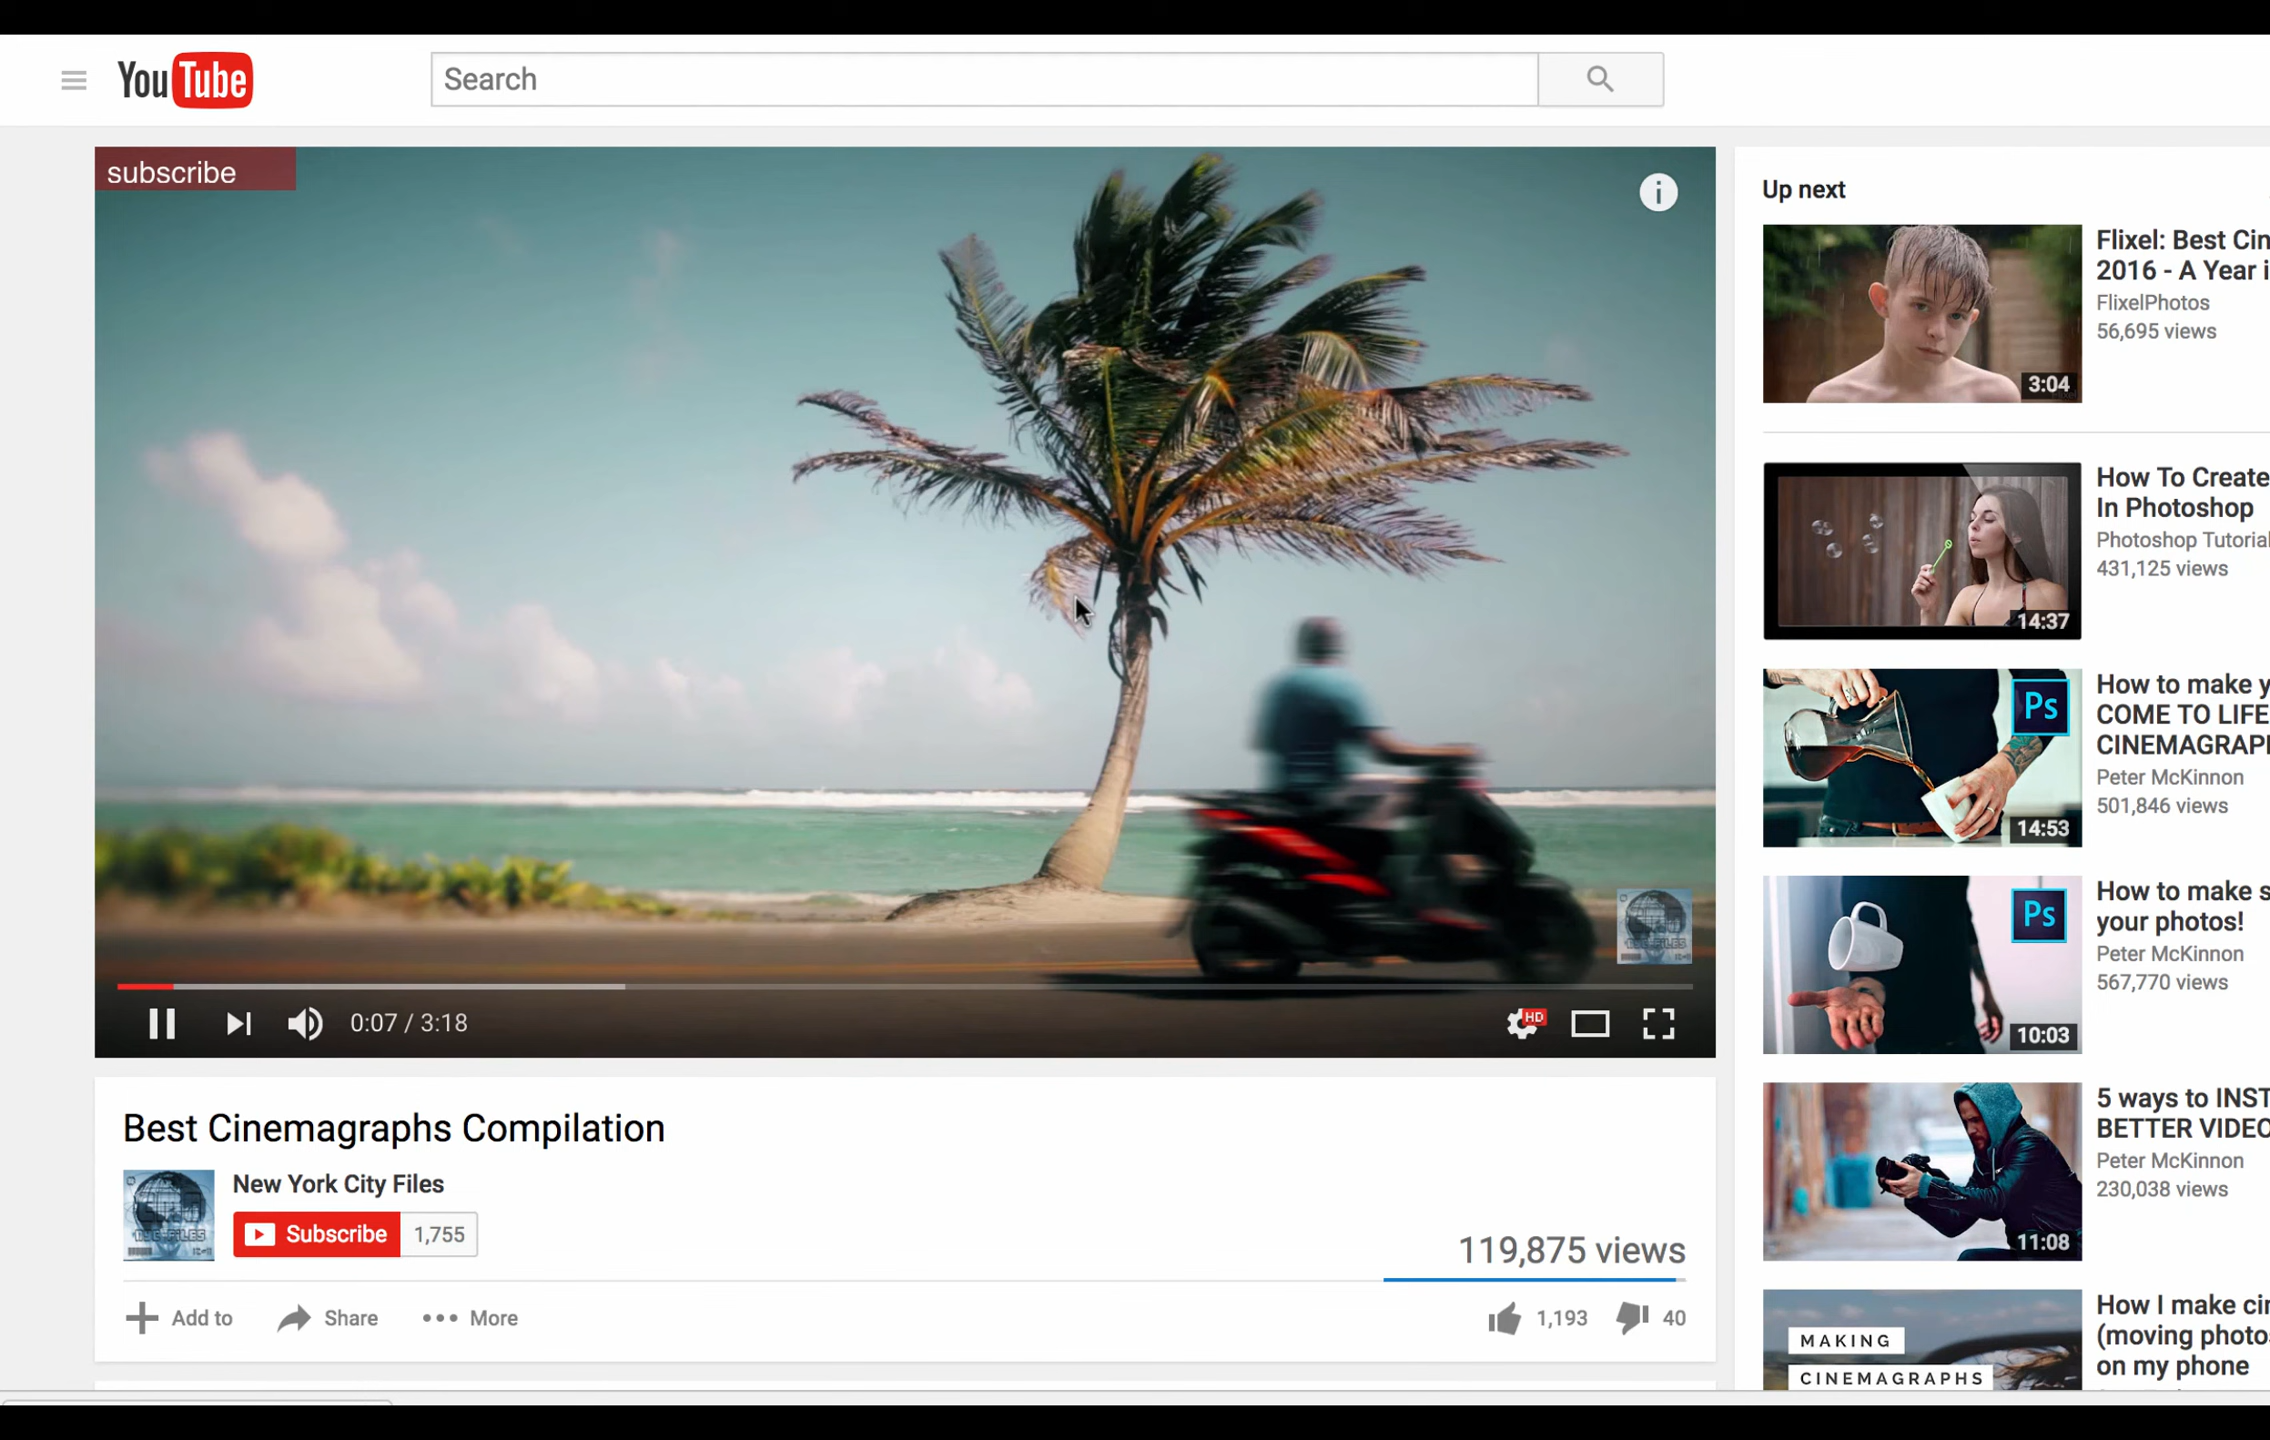 YouTube
Search
subscribe
i
HD
0:07 / 3:18
Best Cinemagraphs Compilation
New York City Files
Subscribe 1,755
119,875 views
Add to Share More 1,193 40
Up next
Flixel: Best Cin
2016 - A Year i
FlixelPhotos
56,695 views
3:04
How To Create
In Photoshop
Photoshop Tutorial
431,125 views
14:37
Ps
How to make y
COME TO LIFE
CINEMAGRAPH
Peter McKinnon
501,846 views
14:53
Ps
How to make s
your photos!
Peter McKinnon
567,770 views
10:03
5 ways to INST
BETTER VIDEO
Peter McKinnon
230,038 views
11:08
How I make cin
(moving photos
on my phone
MAKING
CINEMAGRAPHS